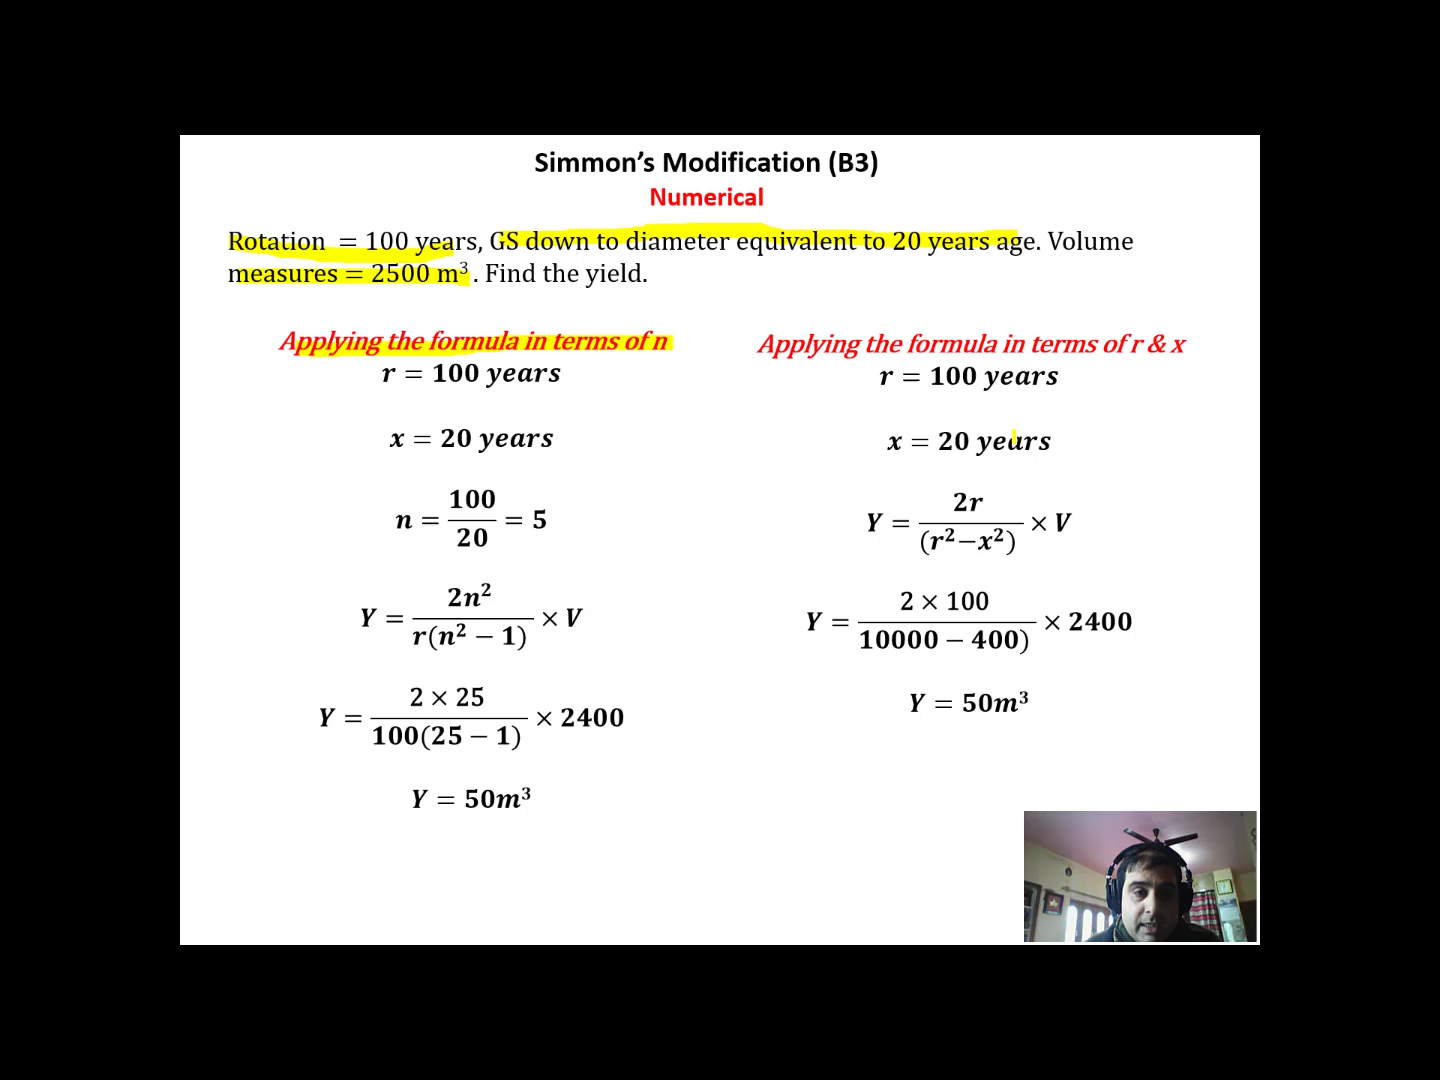 Simmon’s Modification (B3)
Numerical
Rotation = 100 years, GS down to diameter equivalent to 20 years age. Volume
measures = 2500 m³ . Find the yield.
Applying the formula in terms of n
r = 100 years
x = 20 years
n = 100/20 = 5
Y = 2n²/r(n² − 1) × V
Y = 2 × 25/100(25 − 1) × 2400
Y = 50m³
Applying the formula in terms of r & x
r = 100 years
x = 20 years
Y = 2r/(r²−x²) × V
Y = 2 × 100/10000 − 400) × 2400
Y = 50m³